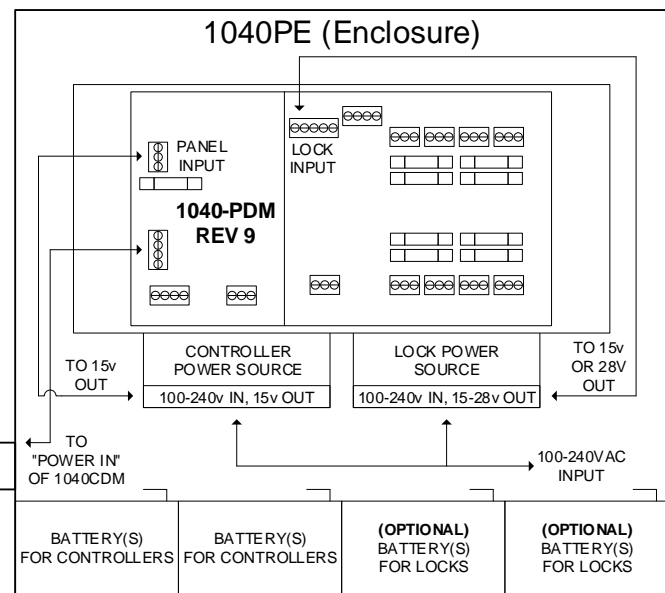 1040PE (Enclosure)
PANEL
INPUT
LOCK
INPUT
1040-PDM
REV 9
TO 15v
OUT
CONTROLLER
POWER SOURCE
100-240v IN, 15v OUT
LOCK POWER
SOURCE
100-240v IN, 15-28v OUT
TO 15v
OR 28V
OUT
TO
"POWER IN"
OF 1040CDM
100-240VAC
INPUT
BATTERY(S)
FOR CONTROLLERS
BATTERY(S)
FOR CONTROLLERS
(OPTIONAL)
BATTERY(S)
FOR LOCKS
(OPTIONAL)
BATTERY(S)
FOR LOCKS